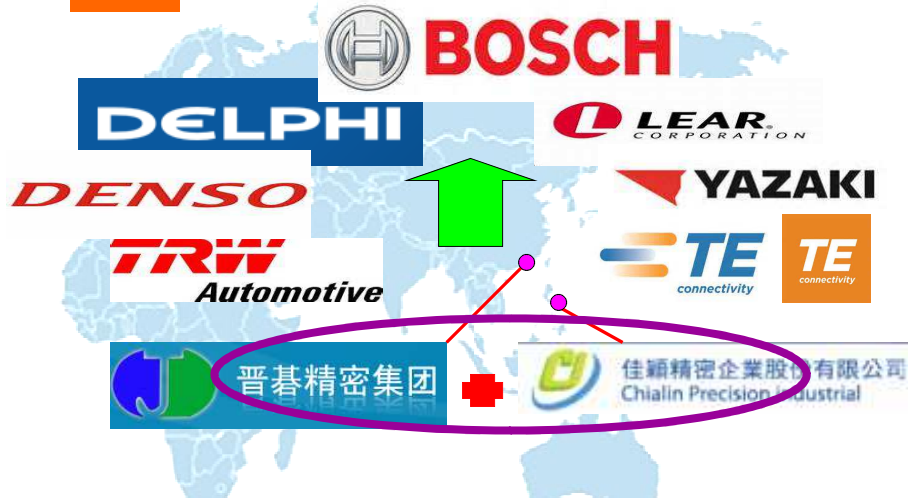 BOSCH
DELPHI
LEAR
CORPORATION
DENSO
YAZAKI
TRW
Automotive
TE
connectivity
TE
connectivity
晋碁精密集团
佳穎精密企業股份有限公司
Chialin Precision Industrial